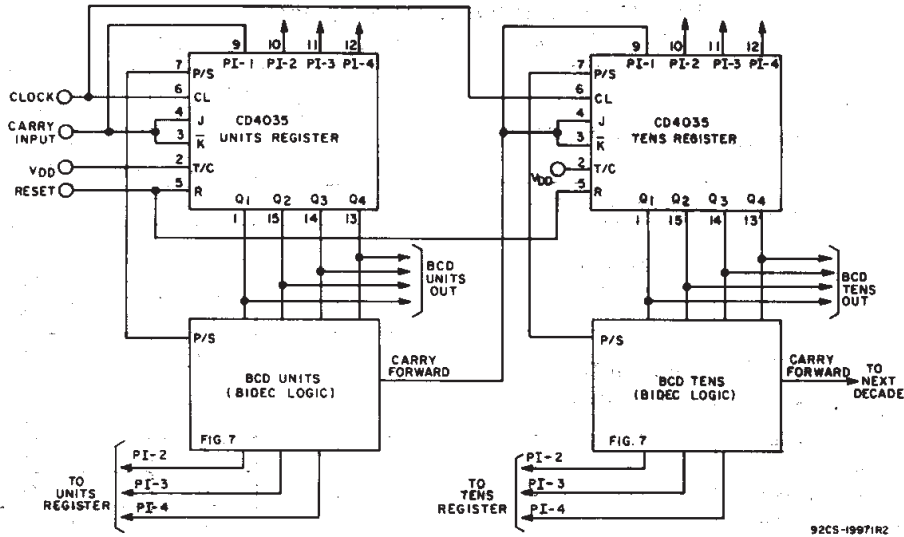 9 10 11 12
PI-1 PI-2 PI-3 PI-4
7 P/S
CLOCK
6 CL
CARRY INPUT
4 J
3 K̅
CD4035
UNITS REGISTER
VDD
2 T/C
RESET
5 R
Q1 Q2 Q3 Q4
1 15 14 13
BCD
UNITS
OUT
P/S
BCD UNITS
(BIDEC LOGIC)
FIG. 7
CARRY
FORWARD
TO
UNITS
REGISTER
PI-2
PI-3
PI-4
9 10 11 12
PI-1 PI-2 PI-3 PI-4
7 P/S
6 CL
4 J
3 K̅
CD4035
TENS REGISTER
VDD
2 T/C
5 R
Q1 Q2 Q3 Q4
1 15 14 13
BCD
TENS
OUT
P/S
BCD TENS
(BIDEC LOGIC)
FIG. 7
CARRY
FORWARD
TO
NEXT
DECADE
TO
TENS
REGISTER
PI-2
PI-3
PI-4
92CS-19971R2